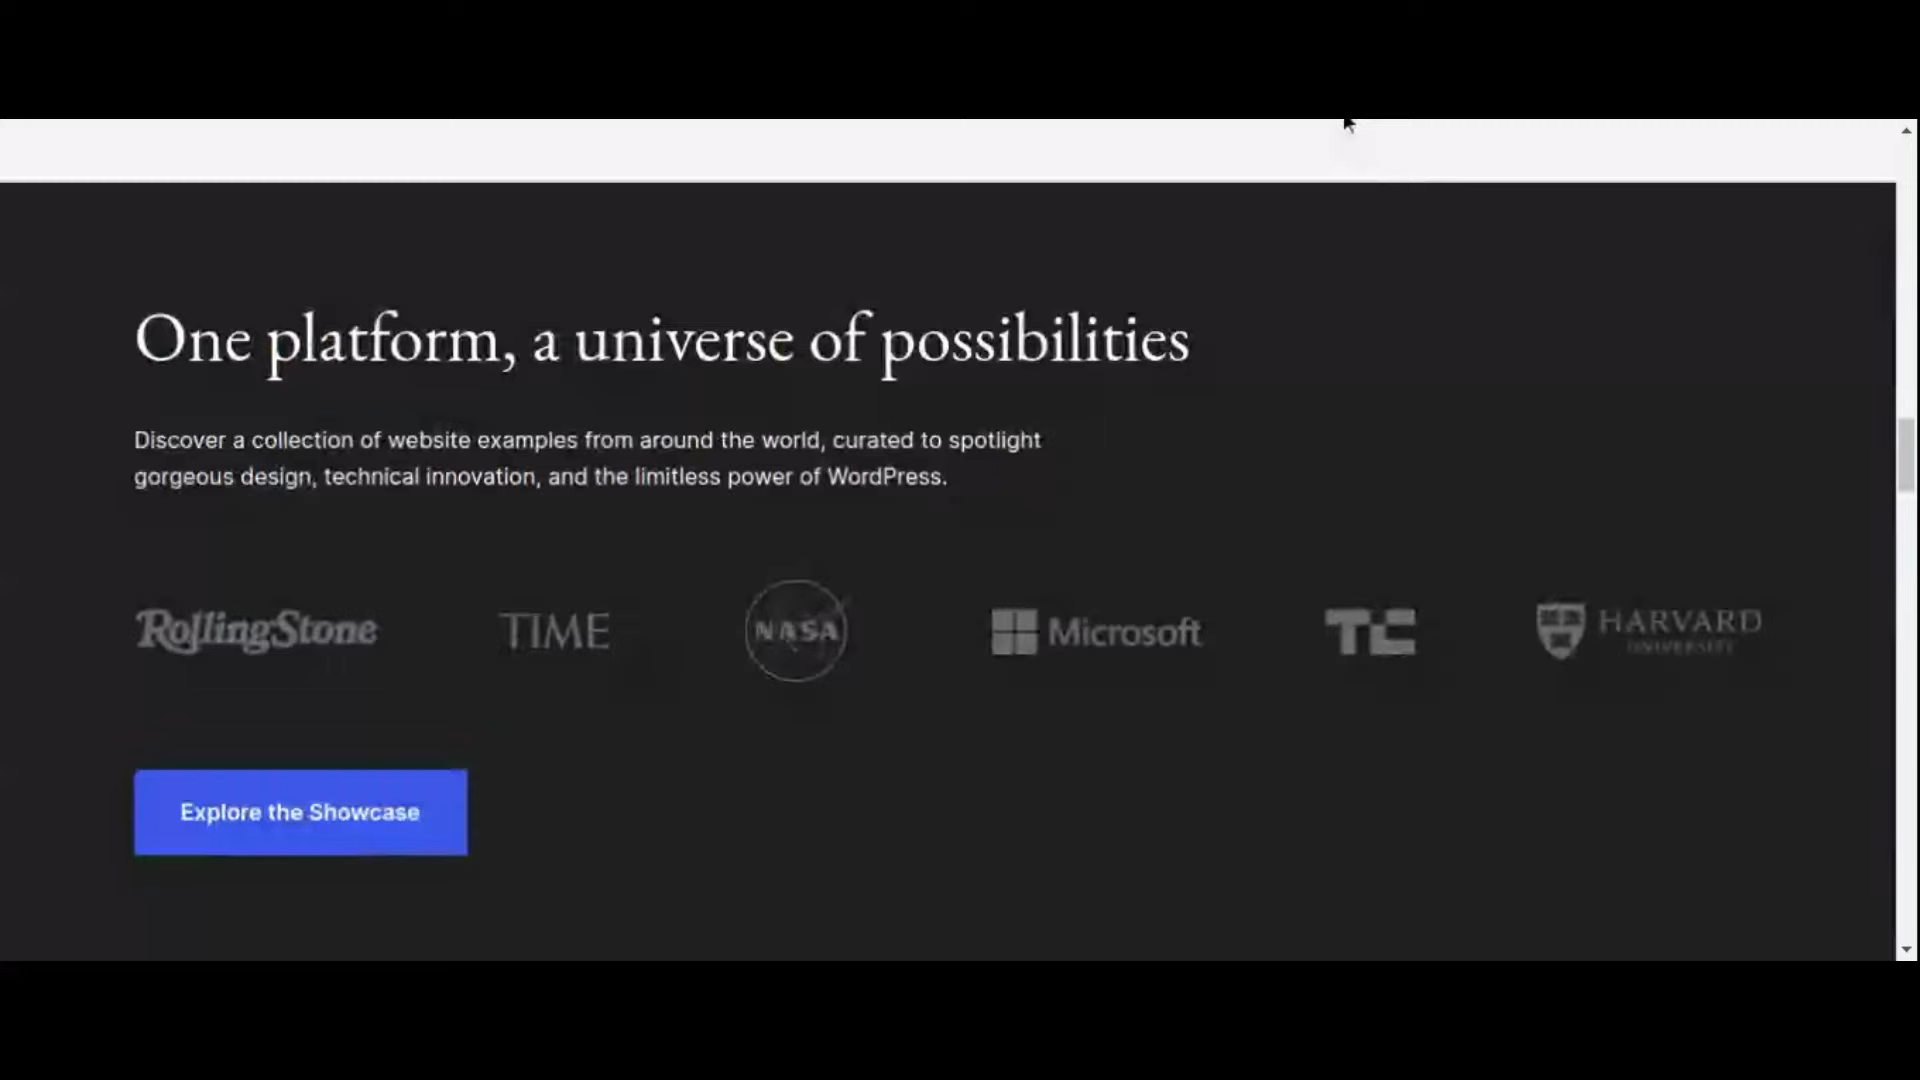 One platform, a universe of possibilities
Discover a collection of website examples from around the world, curated to spotlight
gorgeous design, technical innovation, and the limitless power of WordPress.
RollingStone TIME NASA Microsoft TC HARVARD
UNIVERSITY
Explore the Showcase